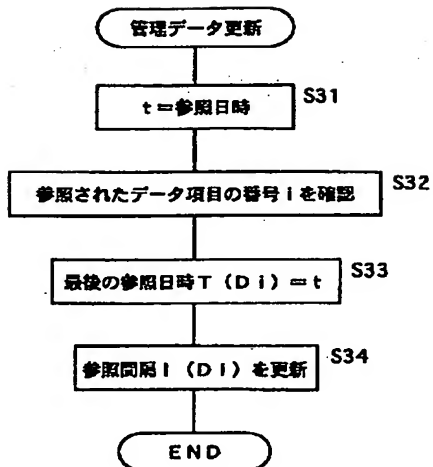 管理データ更新
t=参照日時
S31
参照されたデータ項目の番号iを確認
S32
最後の参照日時T(Di)=t
S33
参照間隔I(DI)を更新
S34
END